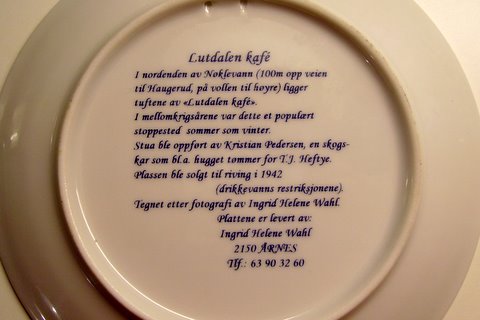 Lutdalen kafé
I nordenden av Nøklevann (100m opp veien
til Haugerud, på vollen til høyre) ligger
tuftene av «Lutdalen kafé».
I mellomkrigsårene var dette et populært
stoppested sommer som vinter.
Stua ble oppført av Kristian Pedersen, en skogs-
kar som bl.a. hugget tømmer for T.J. Heftye.
Plassen ble solgt til riving i 1942
(drikkevanns restriksjonene).
Tegnet etter fotografi av Ingrid Helene Wahl.
Plattene er levert av:
Ingrid Helene Wahl
2150 ÅRNES
Tlf.: 63 90 32 60